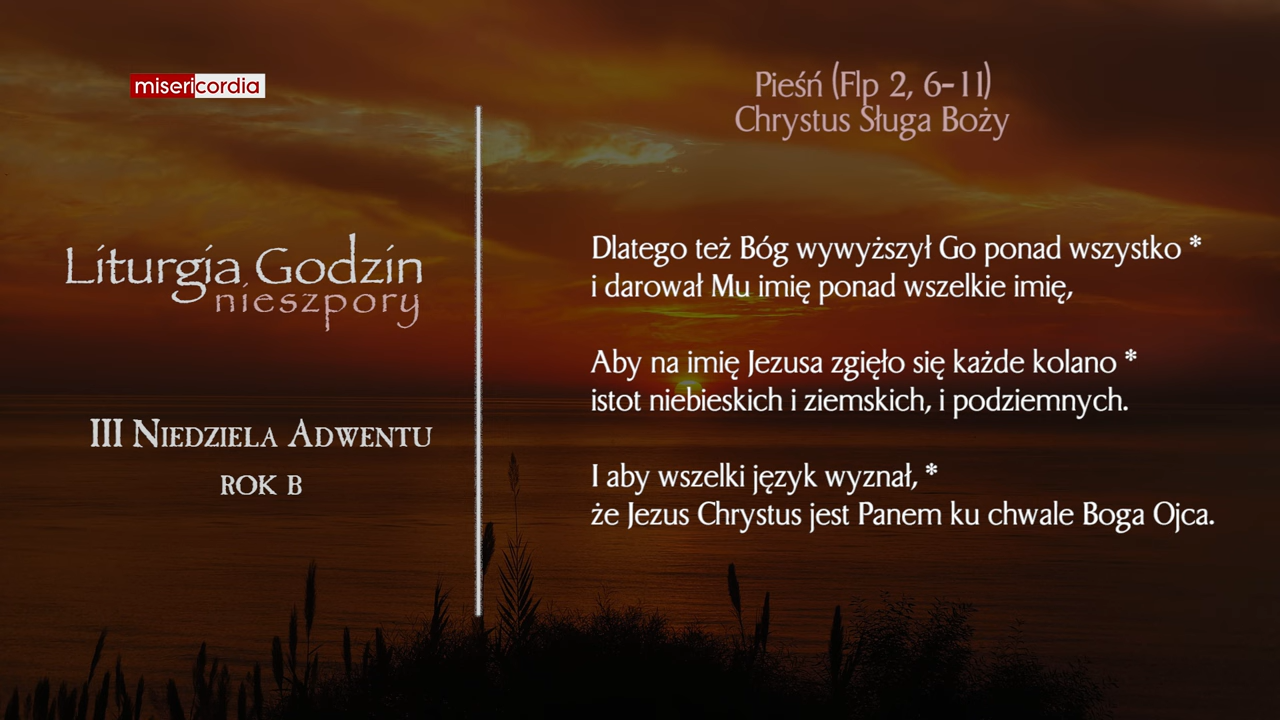 misericordia
Liturgia Godzin
nieszpory
III Niedziela Adwentu
rok B
Pieśń (Flp 2, 6-11)
Chrystus Sługa Boży
Dlatego też Bóg wywyższył Go ponad wszystko *
i darował Mu imię ponad wszelkie imię,
Aby na imię Jezusa zgięło się każde kolano *
istot niebieskich i ziemskich, i podziemnych.
I aby wszelki język wyznał, *
że Jezus Chrystus jest Panem ku chwale Boga Ojca.